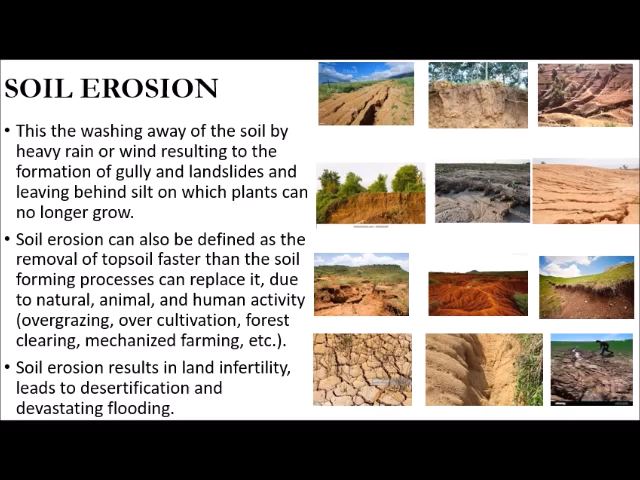 SOIL EROSION
• This the washing away of the soil by
heavy rain or wind resulting to the
formation of gully and landslides and
leaving behind silt on which plants can
no longer grow.
• Soil erosion can also be defined as the
removal of topsoil faster than the soil
forming processes can replace it, due
to natural, animal, and human activity
(overgrazing, over cultivation, forest
clearing, mechanized farming, etc.).
• Soil erosion results in land infertility,
leads to desertification and
devastating flooding.